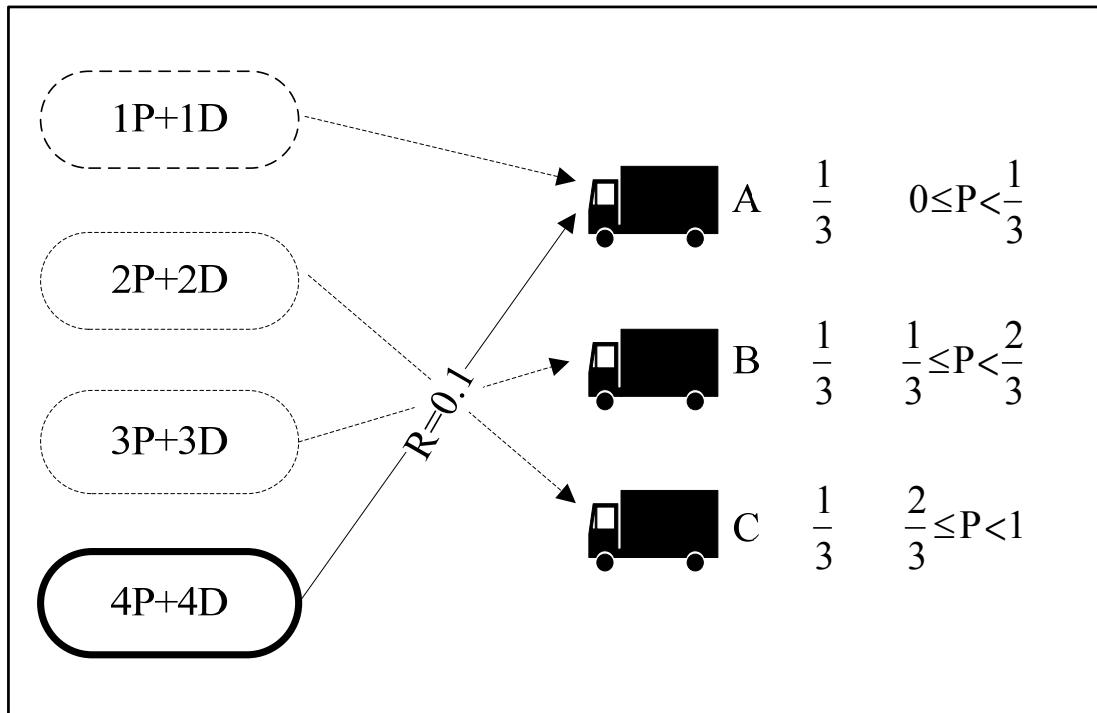 1P+1D
2P+2D
3P+3D
4P+4D
R=0.1
A 1/3 0≤P<1/3
B 1/3 1/3≤P<2/3
C 1/3 2/3≤P<1